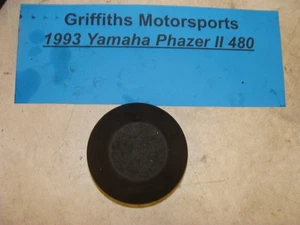 Griffiths Motorsports
1993 Yamaha Phazer II 480